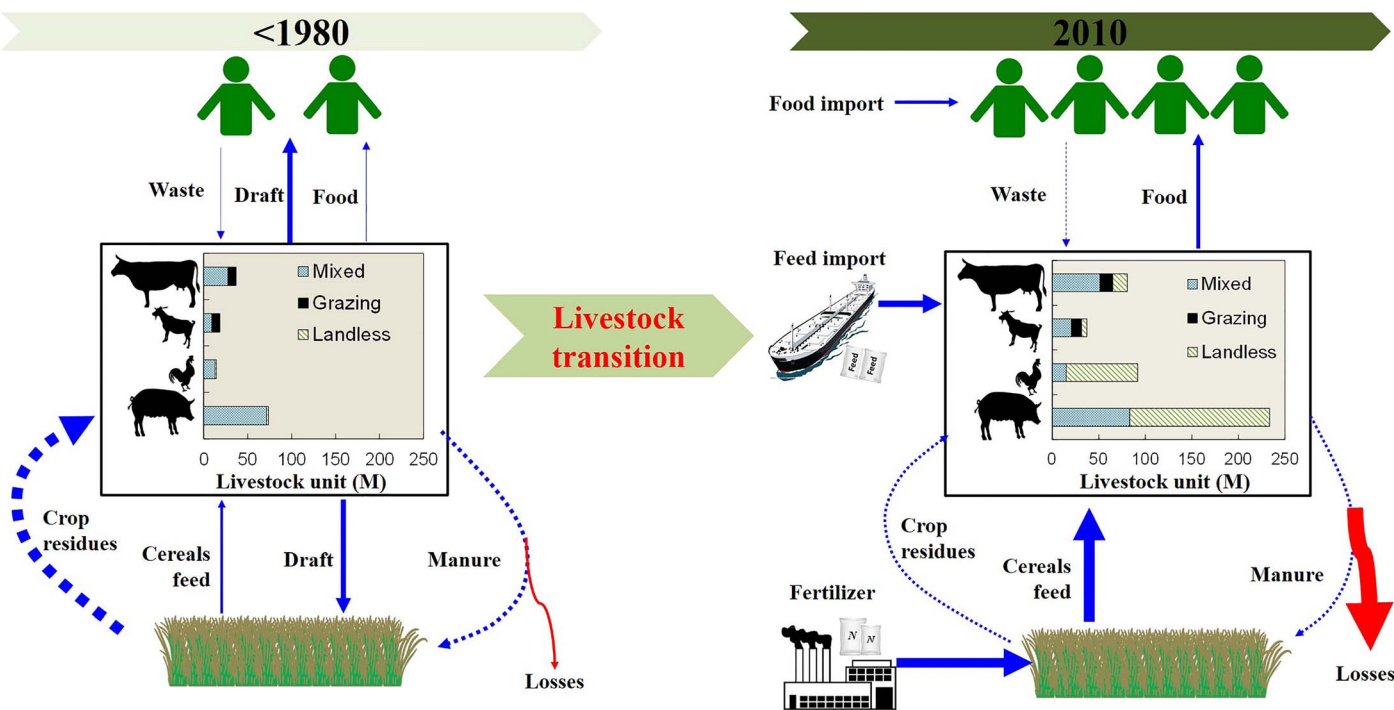 <1980
Waste
Draft
Food
Mixed
Grazing
Landless
0 50 100 150 200 250
Livestock unit (M)
Crop
residues
Cereals
feed
Draft
Manure
Losses
Livestock
transition
2010
Food import
Waste
Food
Feed import
Feed
Feed
Mixed
Grazing
Landless
0 50 100 150 200 250
Livestock unit (M)
Crop
residues
Cereals
feed
Manure
Losses
Fertilizer
N
N